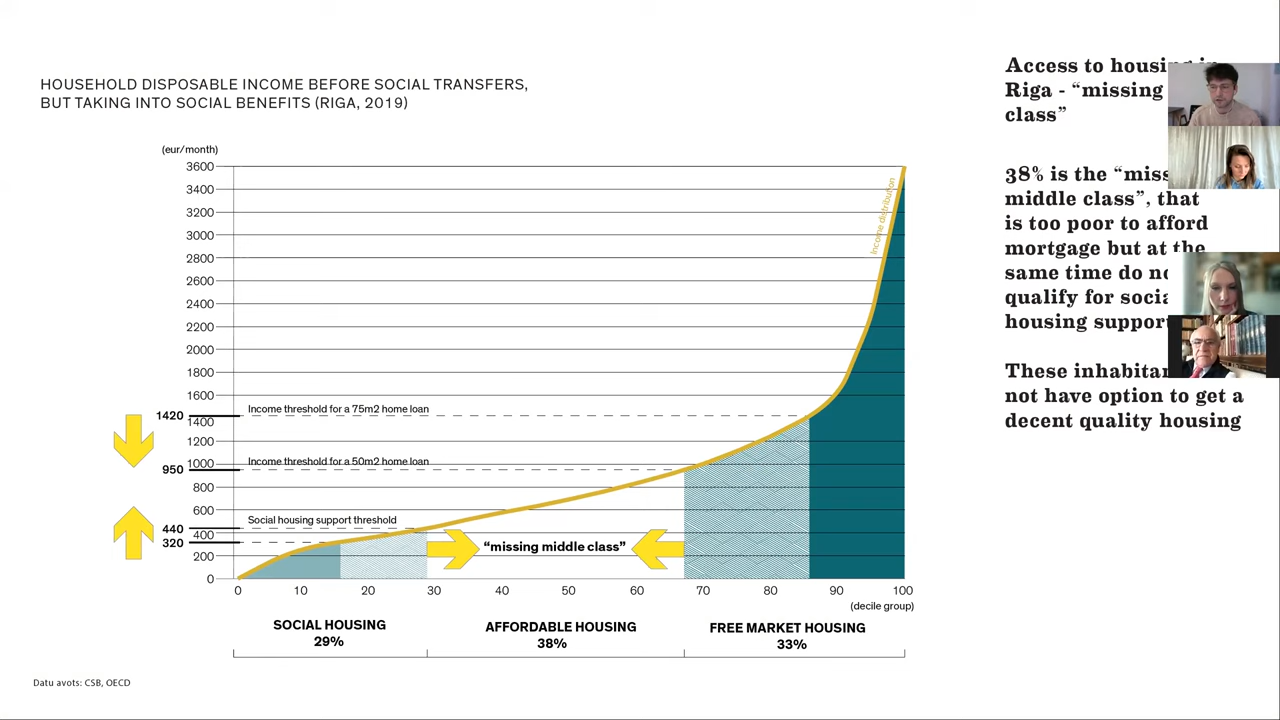 HOUSEHOLD DISPOSABLE INCOME BEFORE SOCIAL TRANSFERS,
BUT TAKING INTO SOCIAL BENEFITS (RIGA, 2019)
(eur/month)
3600
3400
3200
3000
2800
2600
2400
2200
2000
1800
1600
1420
1400
1200
1000
950
800
600
440
400
320
200
0
Income distribution
Income threshold for a 75m2 home loan
Income threshold for a 50m2 home loan
Social housing support threshold
“missing middle class”
0 10 20 30 40 50 60 70 80 90 100
(decile group)
SOCIAL HOUSING
29%
AFFORDABLE HOUSING
38%
FREE MARKET HOUSING
33%
Datu avots: CSB, OECD
Access to housing in
Riga - “missing
class”
38% is the
middle class”, that
is too poor to afford
mortgage but at the
same time do
qualify for
housing
These
not have option to get a
decent quality housing